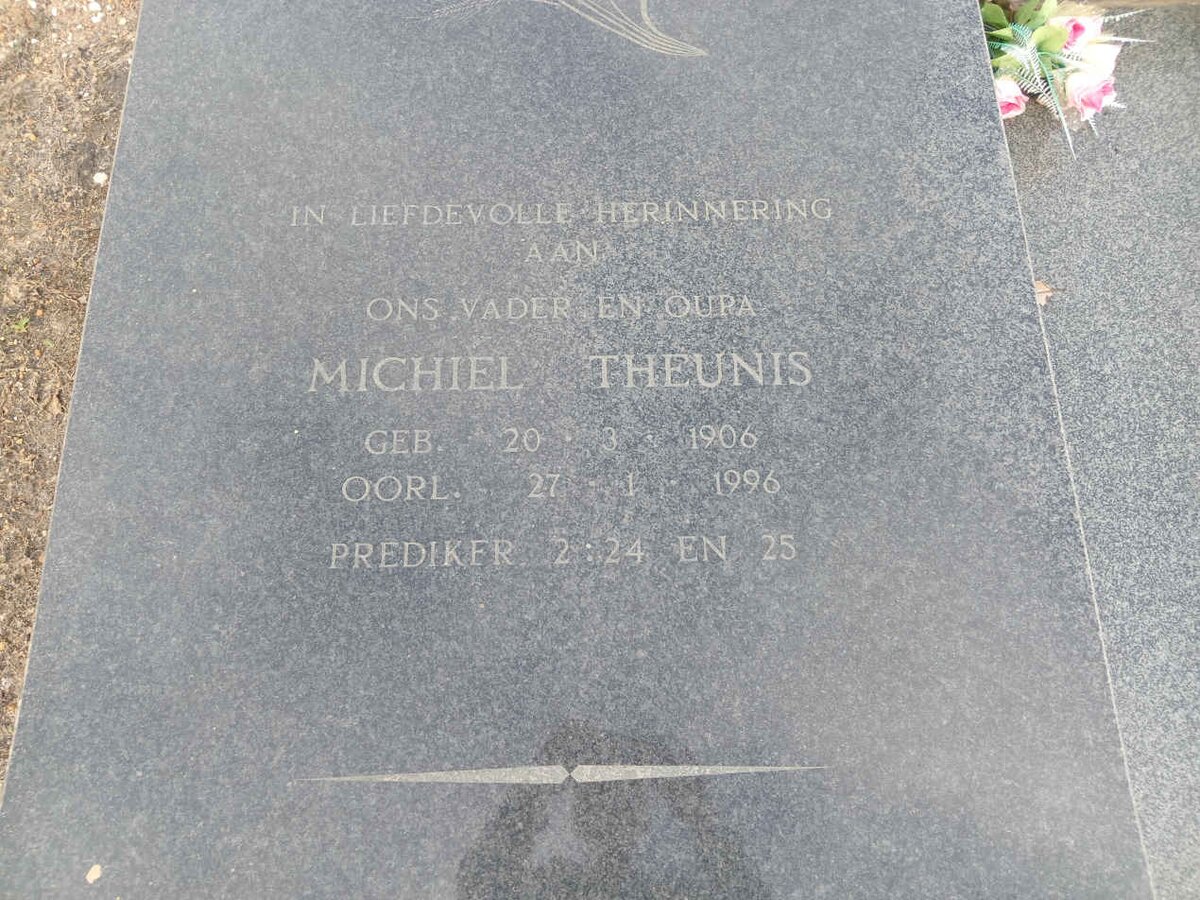 IN LIEFDEVOLLE HERINNERING
AAN
ONS VADER EN OUPA
MICHIEL THEUNIS
GEB. 20 · 3 · 1906
OORL. 27 · 1 · 1996
PREDIKER 2 : 24 EN 25